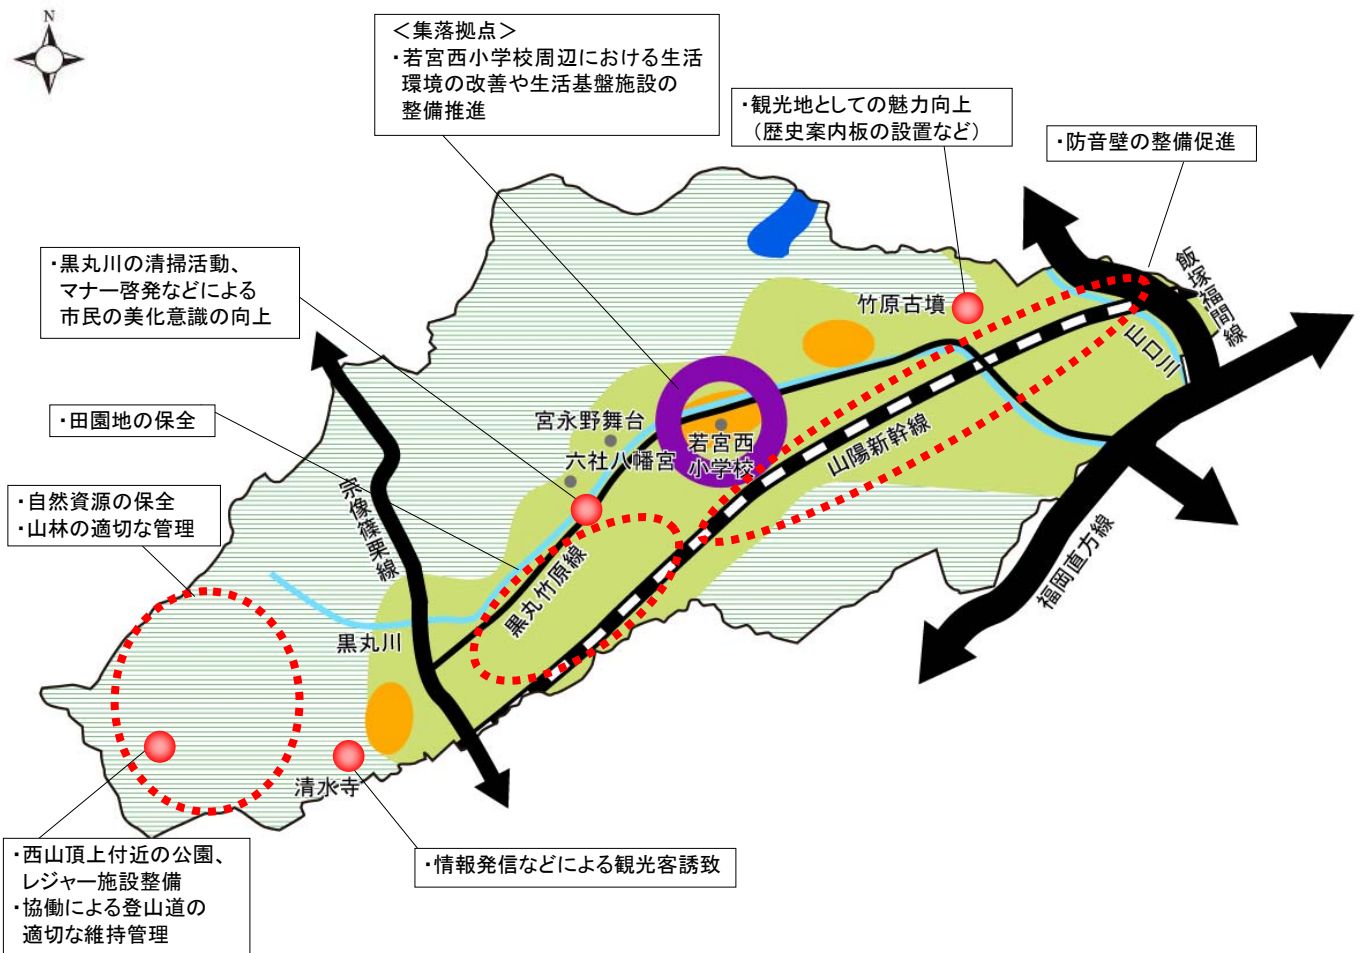 N
＜集落拠点＞
・若宮西小学校周辺における生活
環境の改善や生活基盤施設の
整備推進
・観光地としての魅力向上
（歴史案内板の設置など）
・防音壁の整備促進
・黒丸川の清掃活動、
マナー啓発などによる
市民の美化意識の向上
・田園地の保全
・自然資源の保全
・山林の適切な管理
竹原古墳
飯塚福間線
山口川
宮永野舞台
六社八幡宮
若宮西
小学校
山陽新幹線
宗像篠栗線
黒丸竹原線
福岡直方線
黒丸川
清水寺
・西山頂上付近の公園、
レジャー施設整備
・協働による登山道の
適切な維持管理
・情報発信などによる観光客誘致